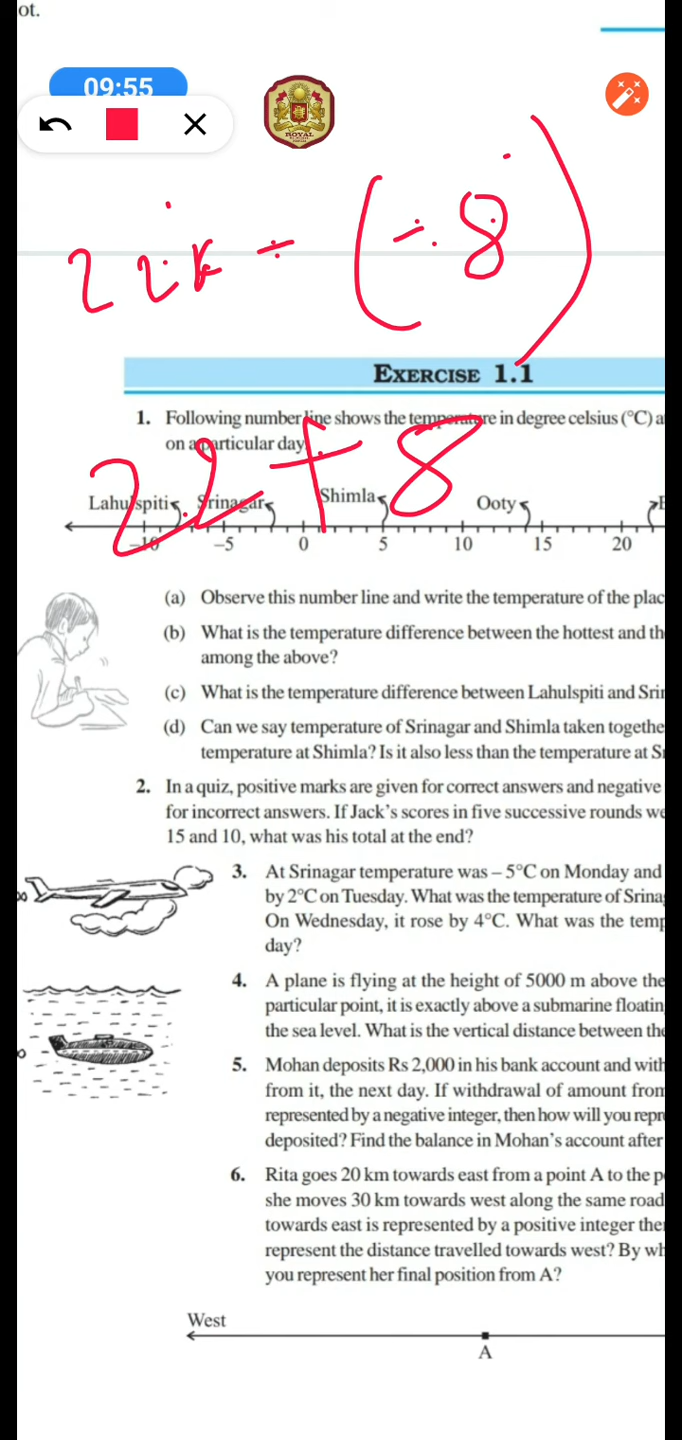 ot.
09:55
ROYAL
22k - (- 8)
EXERCISE 1.1
1. Following number line shows the temperature in degree celsius (°C) a
on a particular day.
22+8
Lahulspiti Srinagar Shimla Ooty B
–10 –5 0 5 10 15 20
(a) Observe this number line and write the temperature of the plac
(b) What is the temperature difference between the hottest and th
among the above?
(c) What is the temperature difference between Lahulspiti and Srin
(d) Can we say temperature of Srinagar and Shimla taken togethe
temperature at Shimla? Is it also less than the temperature at S
2. In a quiz, positive marks are given for correct answers and negative
for incorrect answers. If Jack's scores in five successive rounds we
15 and 10, what was his total at the end?
3. At Srinagar temperature was – 5°C on Monday and
by 2°C on Tuesday. What was the temperature of Srina
On Wednesday, it rose by 4°C. What was the temp
day?
4. A plane is flying at the height of 5000 m above the
particular point, it is exactly above a submarine floatin
the sea level. What is the vertical distance between the
5. Mohan deposits Rs 2,000 in his bank account and with
from it, the next day. If withdrawal of amount from
represented by a negative integer, then how will you repr
deposited? Find the balance in Mohan's account after
6. Rita goes 20 km towards east from a point A to the p
she moves 30 km towards west along the same road
towards east is represented by a positive integer the
represent the distance travelled towards west? By wh
you represent her final position from A?
West
A